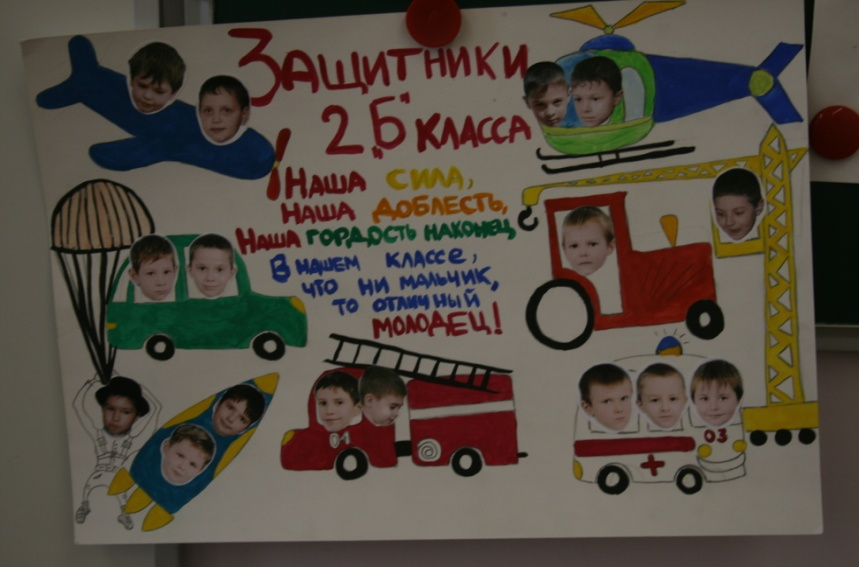 Защитники
2 „Б" класса!
Наша сила,
Наша доблесть,
Наша гордость наконец,
В нашем классе,
что ни мальчик,
то отличный
молодец!
01
03